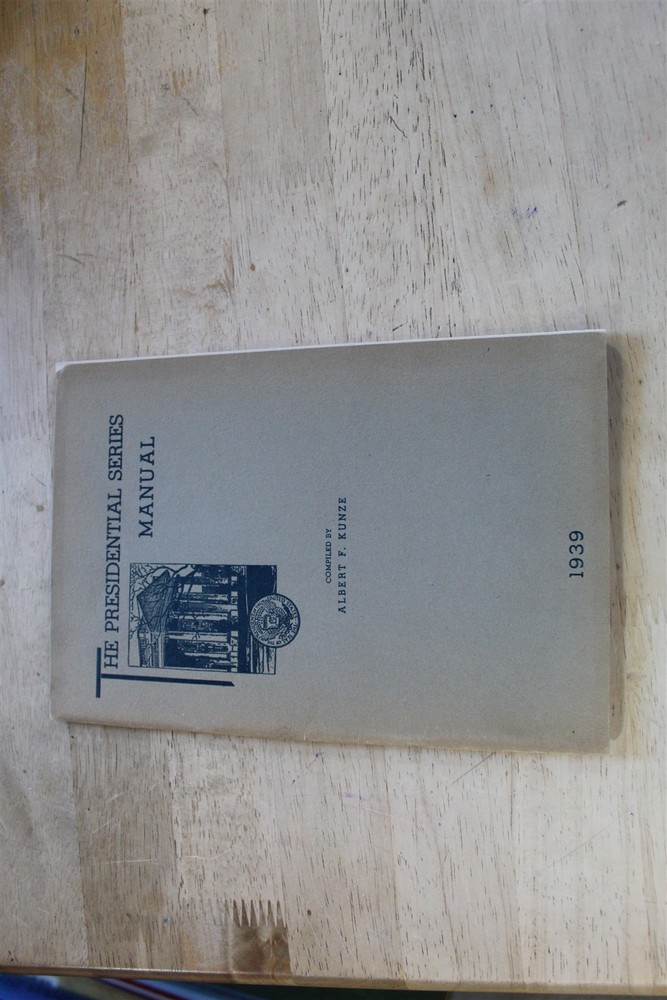 THE PRESIDENTIAL SERIES
MANUAL
COMPILED BY
ALBERT F. KUNZE
1939